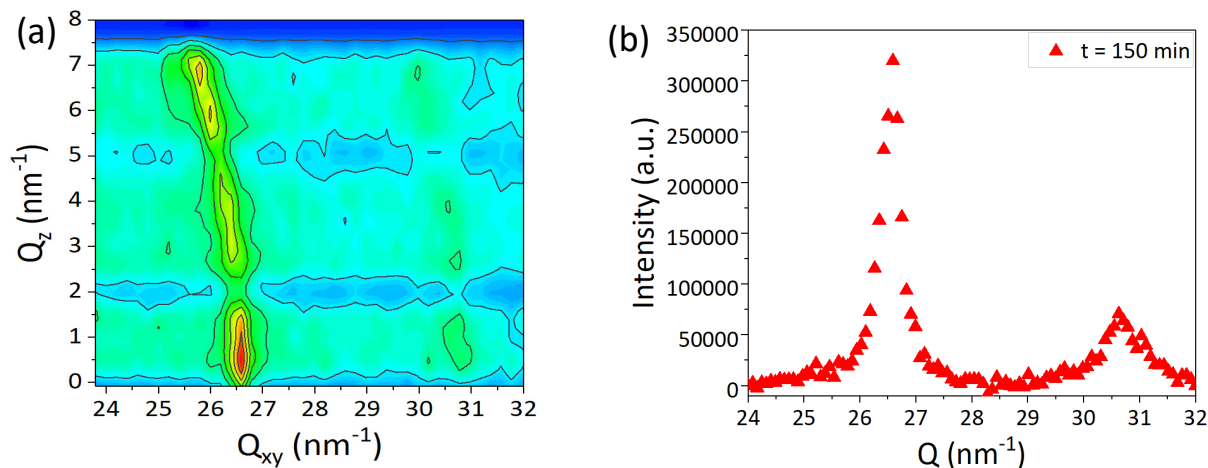 (a)
8
7
6
5
4
3
2
1
0
Q_z (nm^-1)
24 25 26 27 28 29 30 31 32
Q_xy (nm^-1)
(b)
350000
300000
250000
200000
150000
100000
50000
0
Intensity (a.u.)
t = 150 min
24 25 26 27 28 29 30 31 32
Q (nm^-1)